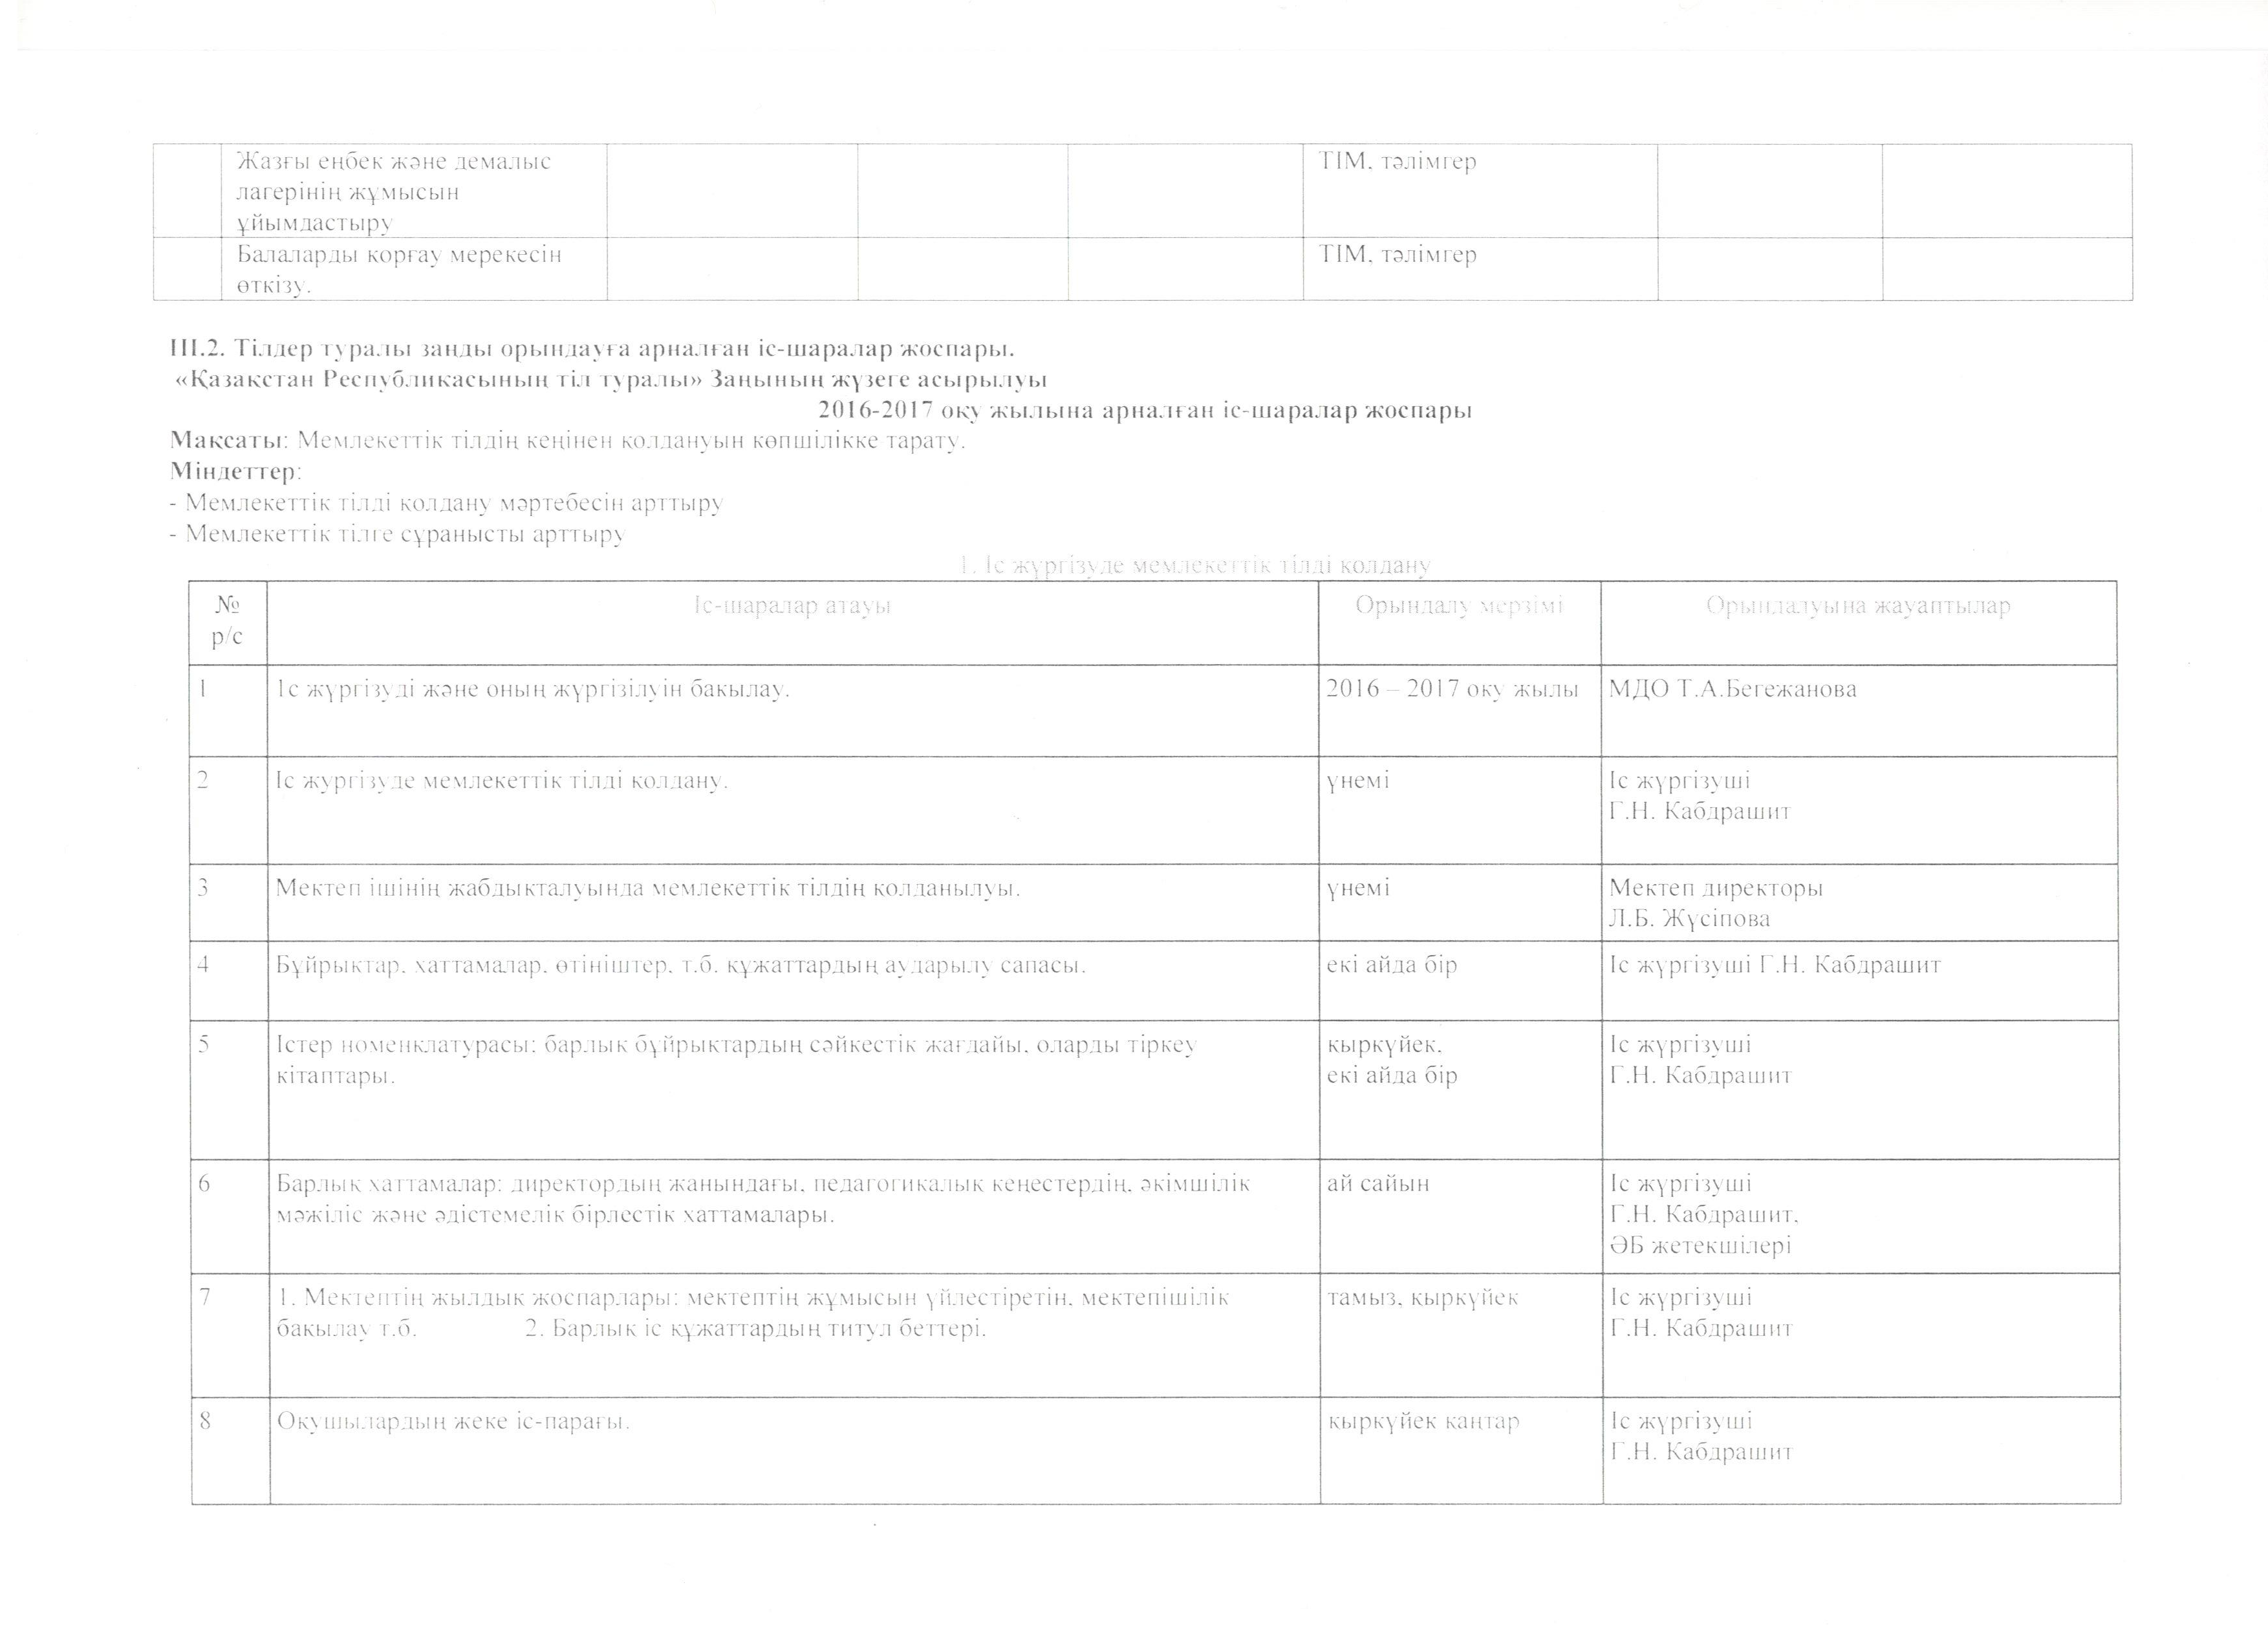 Жазғы еңбек және демалыс ТІМ, тәлімгер
лагерінің жұмысын
ұйымдастыру
Балаларды қорғау мерекесін ТІМ, тәлімгер
өткізу.
III.2. Тілдер туралы заңды орындауға арналған іс-шаралар жоспары.
«Қазақстан Республикасының тіл туралы» Заңының жүзеге асырылуы
2016-2017 оқу жылына арналған іс-шаралар жоспары
Мақсаты: Мемлекеттік тілдің кеңінен қолдануын көпшілікке тарату.
Міндеттер:
- Мемлекеттік тілді қолдану мәртебесін арттыру
- Мемлекеттік тілге сұранысты арттыру
1. Іс жүргізуде мемлекеттік тілді қолдану
№ Іс-шаралар атауы Орындалу мерзімі Орындалуына жауаптылар
р/с
1 Іс жүргізуді және оның жүргізілуін бақылау. 2016 – 2017 оқу жылы МДО Т.А.Бегежанова
2 Іс жүргізуде мемлекеттік тілді қолдану. үнемі Іс жүргізуші
Г.Н. Кабдрашит
3 Мектеп ішінің жабдықталуында мемлекеттік тілдің қолданылуы. үнемі Мектеп директоры
Л.Б. Жүсіпова
4 Бұйрықтар, хаттамалар, өтініштер, т.б. құжаттардың аударылу сапасы. екі айда бір Іс жүргізуші Г.Н. Кабдрашит
5 Істер номенклатурасы: барлық бұйрықтардың сәйкестік жағдайы, оларды тіркеу қыркүйек, Іс жүргізуші
кітаптары. екі айда бір Г.Н. Кабдрашит
6 Барлық хаттамалар: директордың жанындағы, педагогикалық кеңестердің, әкімшілік ай сайын Іс жүргізуші
мәжіліс және әдістемелік бірлестік хаттамалары. Г.Н. Кабдрашит,
ӘБ жетекшілері
7 1. Мектептің жылдық жоспарлары: мектептің жұмысын үйлестіретін, мектепішілік тамыз, қыркүйек Іс жүргізуші
бақылау т.б. 2. Барлық іс құжаттардың титул беттері. Г.Н. Кабдрашит
8 Оқушылардың жеке іс-парағы. қыркүйек қаңтар Іс жүргізуші
Г.Н. Кабдрашит